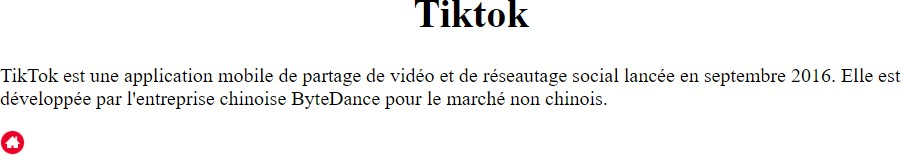 Tiktok
TikTok est une application mobile de partage de vidéo et de réseautage social lancée en septembre 2016. Elle est
développée par l'entreprise chinoise ByteDance pour le marché non chinois.